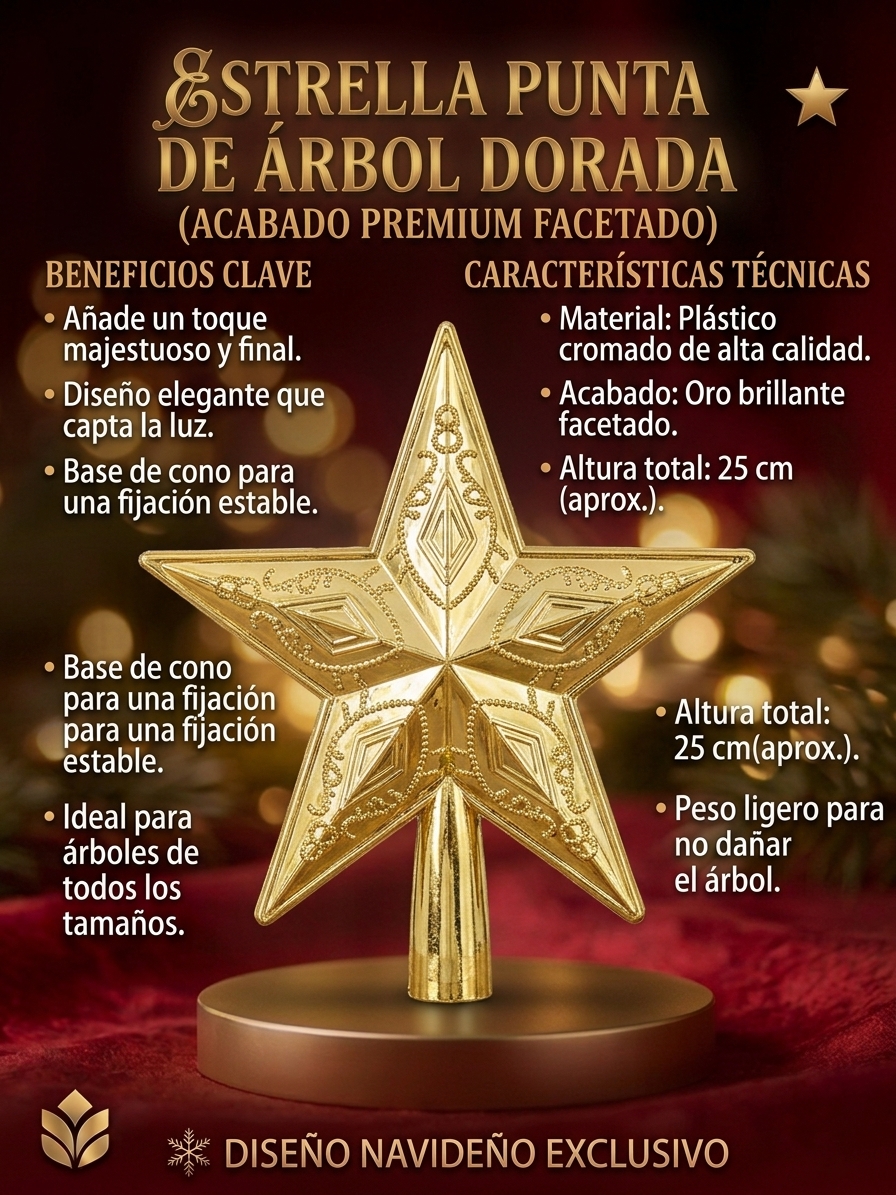 ESTRELLA PUNTA
DE ÁRBOL DORADA
(ACABADO PREMIUM FACETADO)
BENEFICIOS CLAVE
• Añade un toque
majestuoso y final.
• Diseño elegante que
capta la luz.
• Base de cono para
una fijación estable.
• Base de cono
para una fijación
para una fijación
estable.
• Ideal para
árboles de
todos los
tamaños.
CARACTERÍSTICAS TÉCNICAS
• Material: Plástico
cromado de alta calidad.
• Acabado: Oro brillante
facetado.
• Altura total: 25 cm
(aprox.).
• Altura total:
25 cm(aprox.).
• Peso ligero para
no dañar
el árbol.
DISEÑO NAVIDEÑO EXCLUSIVO